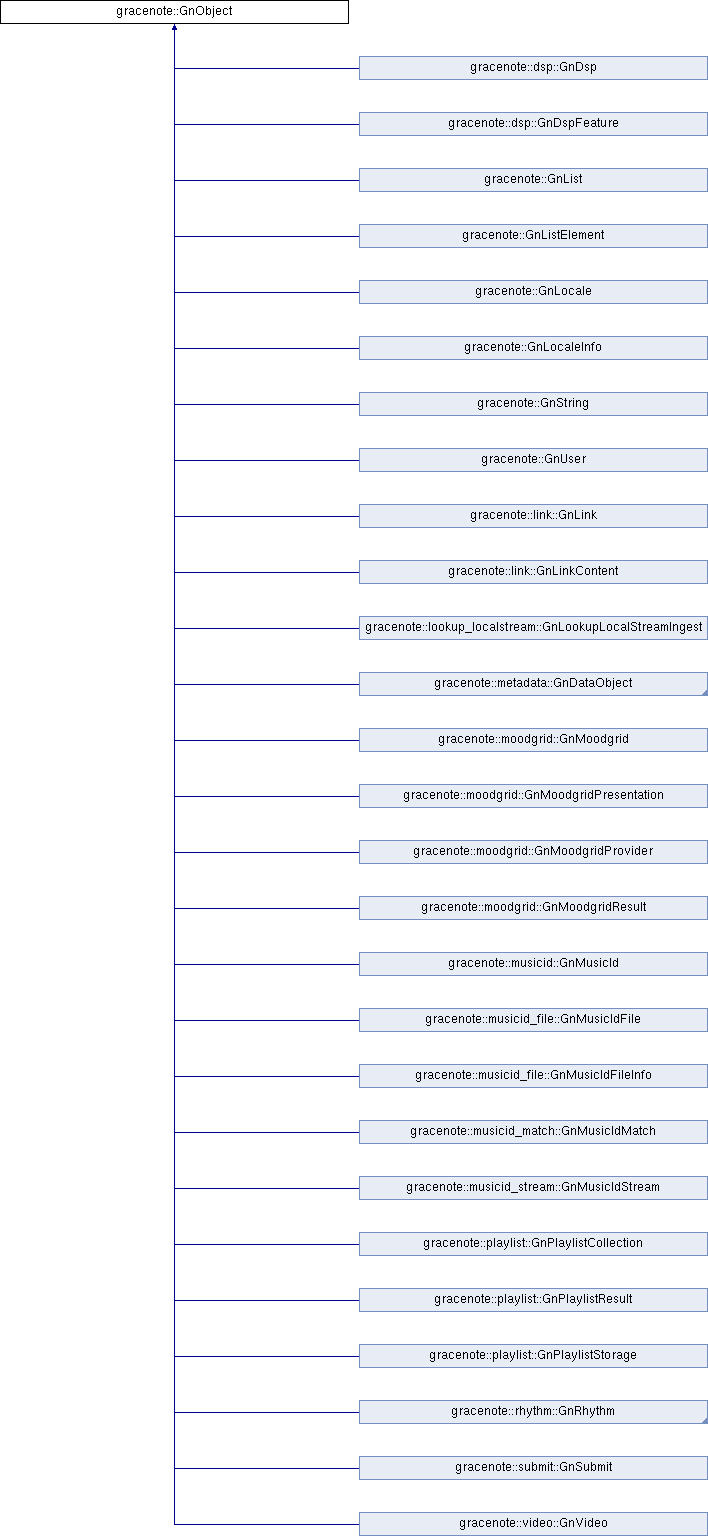 gracenote::GnObject
gracenote::dsp::GnDsp
gracenote::dsp::GnDspFeature
gracenote::GnList
gracenote::GnListElement
gracenote::GnLocale
gracenote::GnLocaleInfo
gracenote::GnString
gracenote::GnUser
gracenote::link::GnLink
gracenote::link::GnLinkContent
gracenote::lookup_localstream::GnLookupLocalStreamIngest
gracenote::metadata::GnDataObject
gracenote::moodgrid::GnMoodgrid
gracenote::moodgrid::GnMoodgridPresentation
gracenote::moodgrid::GnMoodgridProvider
gracenote::moodgrid::GnMoodgridResult
gracenote::musicid::GnMusicId
gracenote::musicid_file::GnMusicIdFile
gracenote::musicid_file::GnMusicIdFileInfo
gracenote::musicid_match::GnMusicIdMatch
gracenote::musicid_stream::GnMusicIdStream
gracenote::playlist::GnPlaylistCollection
gracenote::playlist::GnPlaylistResult
gracenote::playlist::GnPlaylistStorage
gracenote::rhythm::GnRhythm
gracenote::submit::GnSubmit
gracenote::video::GnVideo